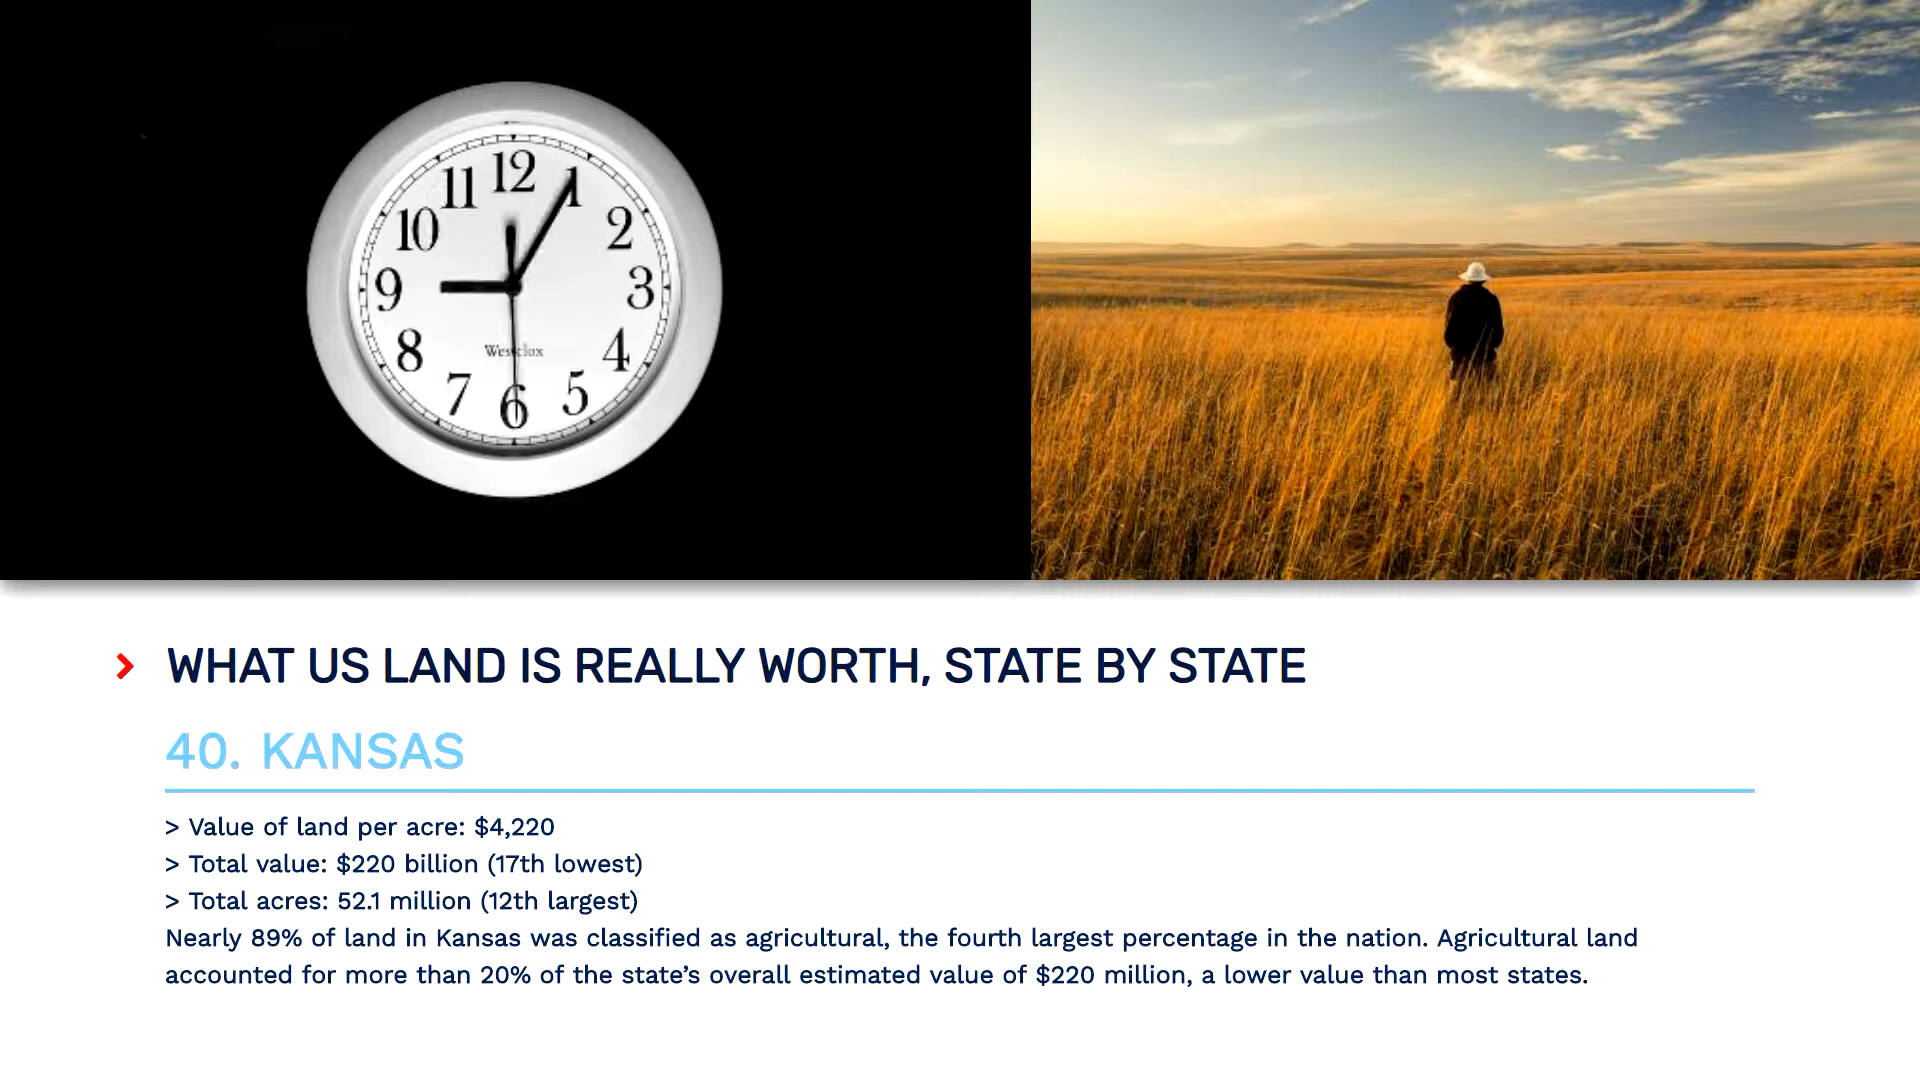 12
11
1
10
2
9
3
8
4
7
5
6
Westclox
WHAT US LAND IS REALLY WORTH, STATE BY STATE
40. KANSAS
> Value of land per acre: $4,220
> Total value: $220 billion (17th lowest)
> Total acres: 52.1 million (12th largest)
Nearly 89% of land in Kansas was classified as agricultural, the fourth largest percentage in the nation. Agricultural land
accounted for more than 20% of the state’s overall estimated value of $220 million, a lower value than most states.